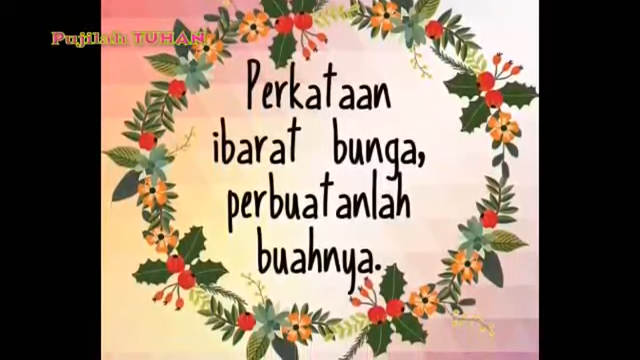 Pujilah TUHAN
Perkataan
ibarat bunga,
perbuatanlah
buahnya.